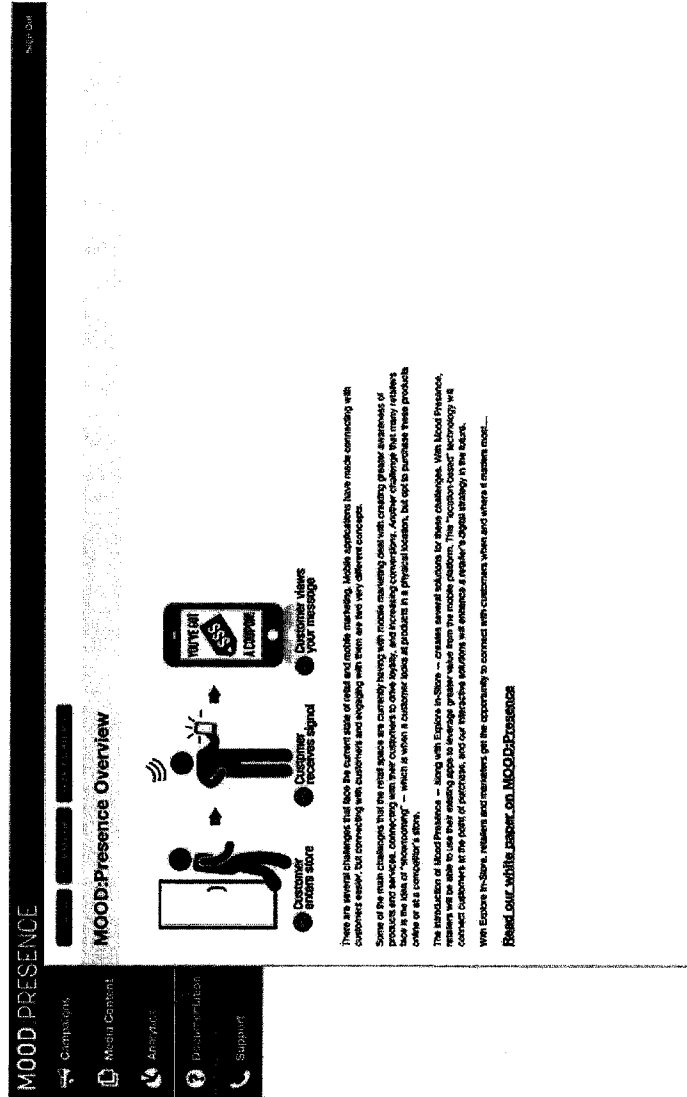 MOOD:PRESENCE
Sign Out
Campaigns
Media Content
Analytics
Documentation
Support
MOOD:Presence Overview
YOU'VE GOT
$$$
A COUPON!
Customer
enters store
Customer
receives signal
Customer views
your message
There are several challenges that face the current state of retail and mobile marketing. Mobile applications have made connecting with
customers easier, but connecting with customers and engaging with them are two very different concepts.
Some of the main challenges that the retail space are currently having with mobile marketing deal with creating greater awareness of
products and services, connecting with their customers to drive loyalty, and increasing conversions. Another challenge that many retailers
face is the idea of "showrooming" — which is when a customer looks at products in a physical location, but opt to purchase these products
online or at a competitor's store.
The introduction of Mood Presence — along with Explore In-Store — creates several solutions for these challenges. With Mood Presence,
retailers will be able to use their existing apps to leverage greater value from the mobile platform. This "location-based" technology will
connect customers at the point of purchase, and our interactive solutions will enhance a retailer's digital strategy in the future.
With Explore In-Store, retailers and marketers get the opportunity to connect with customers when and where it matters most....
Read our white paper on MOOD:Presence